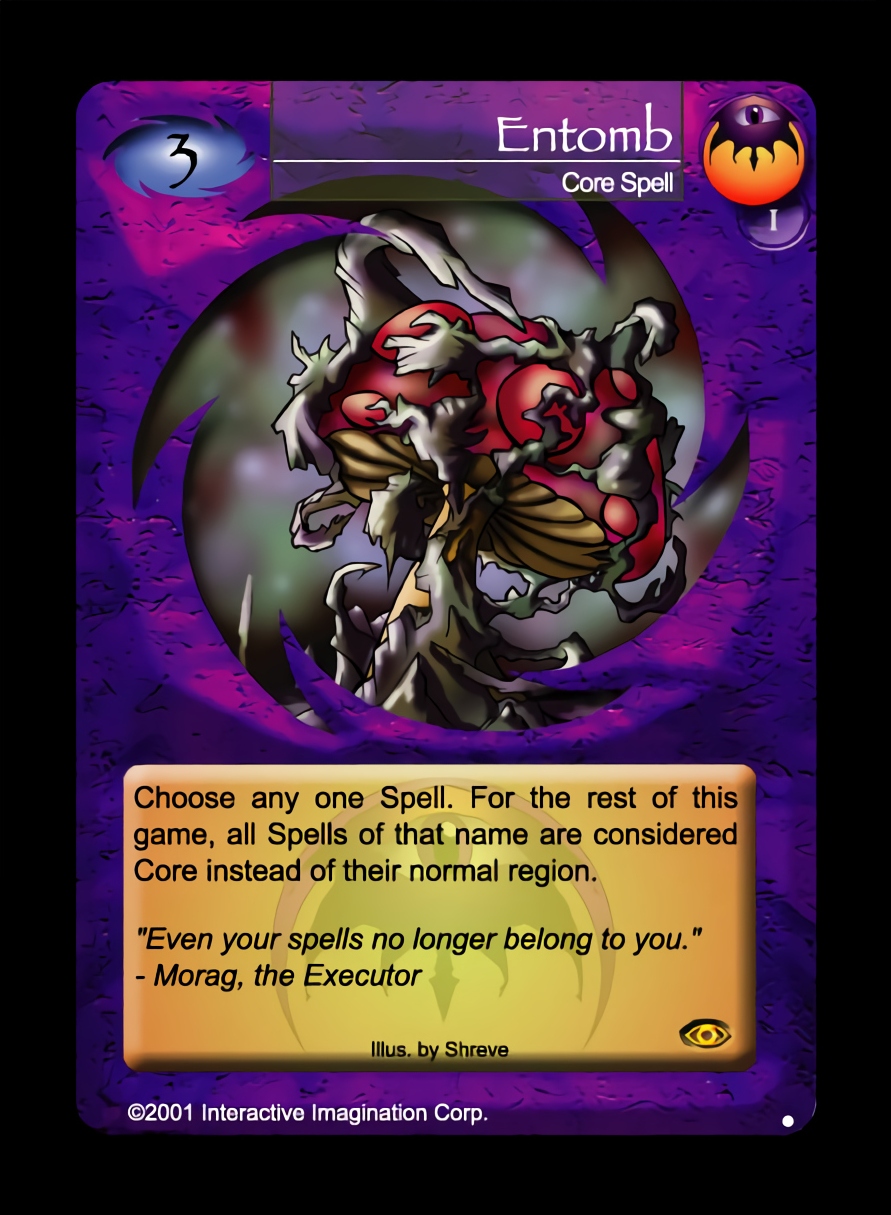 3
Entomb
Core Spell
I
Choose any one Spell. For the rest of this
game, all Spells of that name are considered
Core instead of their normal region.
"Even your spells no longer belong to you."
- Morag, the Executor
Illus. by Shreve
©2001 Interactive Imagination Corp.